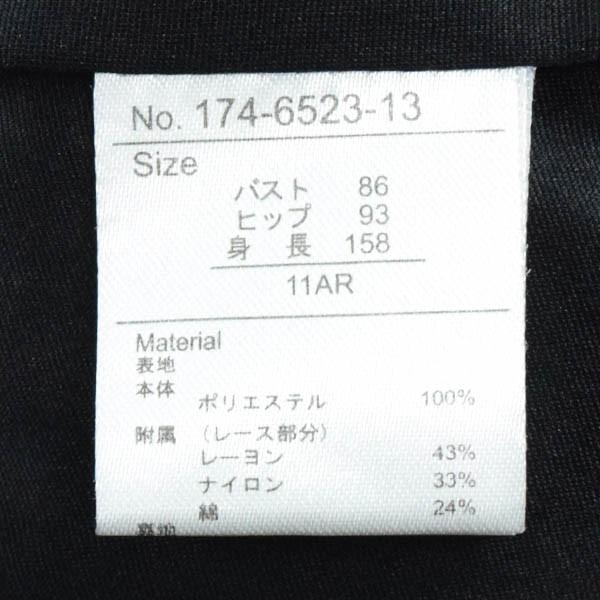 No. 174-6523-13
Size
バスト 86
ヒップ 93
身 長 158
11AR
Material
表地
本体
ポリエステル 100%
附属 (レース部分)
レーヨン 43%
ナイロン 33%
綿 24%
裏地